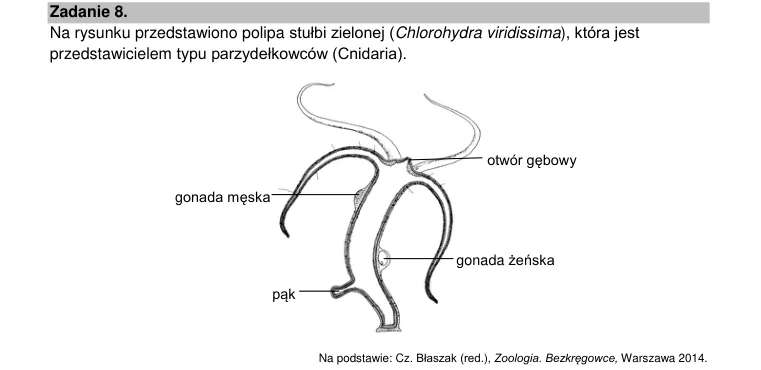 Zadanie 8.
Na rysunku przedstawiono polipa stułbi zielonej (Chlorohydra viridissima), która jest
przedstawicielem typu parzydełkowców (Cnidaria).
otwór gębowy
gonada męska
gonada żeńska
pąk
Na podstawie: Cz. Błaszak (red.), Zoologia. Bezkręgowce, Warszawa 2014.